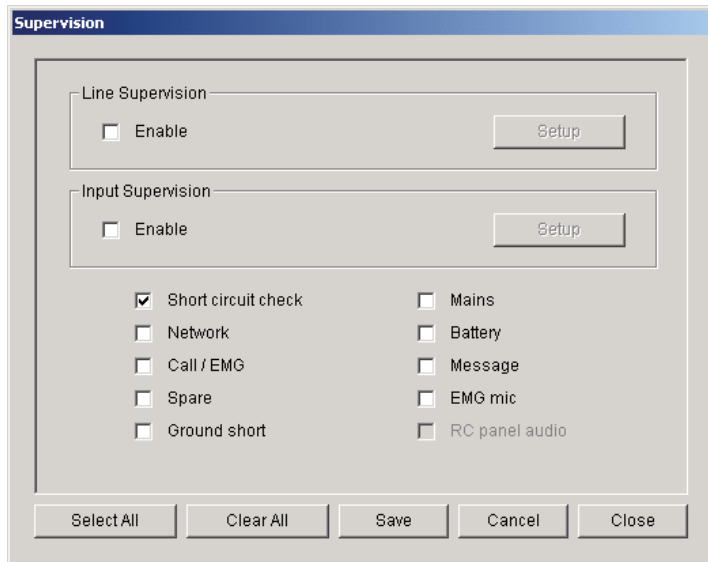 Supervision
Line Supervision
Enable Setup
Input Supervision
Enable Setup
Short circuit check Mains
Network Battery
Call / EMG Message
Spare EMG mic
Ground short RC panel audio
Select All Clear All Save Cancel Close